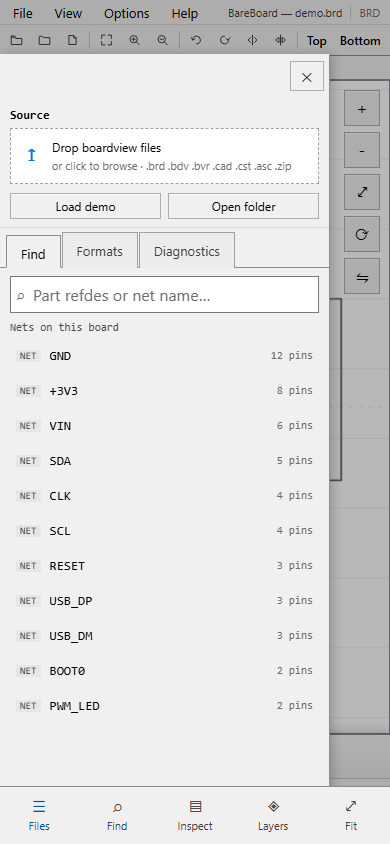 File View Options Help BareBoard — demo.brd BRD
Top Bottom
Source
Drop boardview files
or click to browse · .brd .bdv .bvr .cad .cst .asc .zip
Load demo Open folder
Find Formats Diagnostics
Part refdes or net name...
Nets on this board
NET GND 12 pins
NET +3V3 8 pins
NET VIN 6 pins
NET SDA 5 pins
NET CLK 4 pins
NET SCL 4 pins
NET RESET 3 pins
NET USB_DP 3 pins
NET USB_DM 3 pins
NET BOOT0 2 pins
NET PWM_LED 2 pins
Files Find Inspect Layers Fit